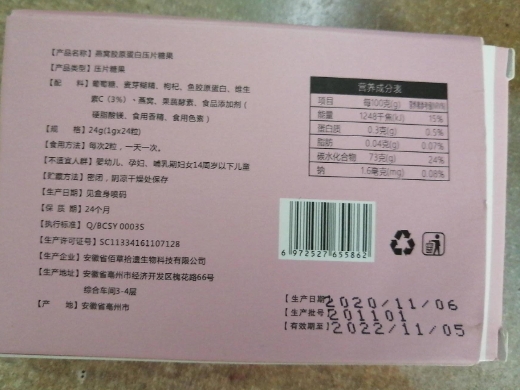 【产品名称】燕窝胶原蛋白压片糖果
【产品类型】压片糖果
【配 料】葡萄糖、麦芽糊精、枸杞、鱼胶原蛋白、维生
素C（3%）、燕窝、果蔬酵素、食品添加剂（
硬脂酸镁、食用香精、食用色素）
【规 格】24g(1gx24粒)
【食用方法】每次2粒，一天一次。
【不适宜人群】婴幼儿、孕妇、哺乳期妇女14周岁以下儿童
【贮藏方法】密闭，阴凉干燥处保存
【生产日期】见盒身喷码
【保 质 期】24个月
【执行标准】Q/BCSY 0003S
【生产许可证号】SC11334161107128
【生产企业】安徽省佰草拾遗生物科技有限公司
【生产地址】安徽省亳州市经济开发区槐花路66号
综合车间3-4层
【产 地】安徽省亳州市
营养成分表
项目 每100克(g) 营养素参考值(NRV%)
能量 1248千焦(kJ) 15%
蛋白质 0.3克(g) 0.5%
脂肪 0.04克(g) 0.07%
碳水化合物 73克(g) 24%
钠 1.6毫克(mg) 0.08%
6 972527 655862
【生产日期】2020/11/06
【生产批号】201101
【有效期至】2022/11/05